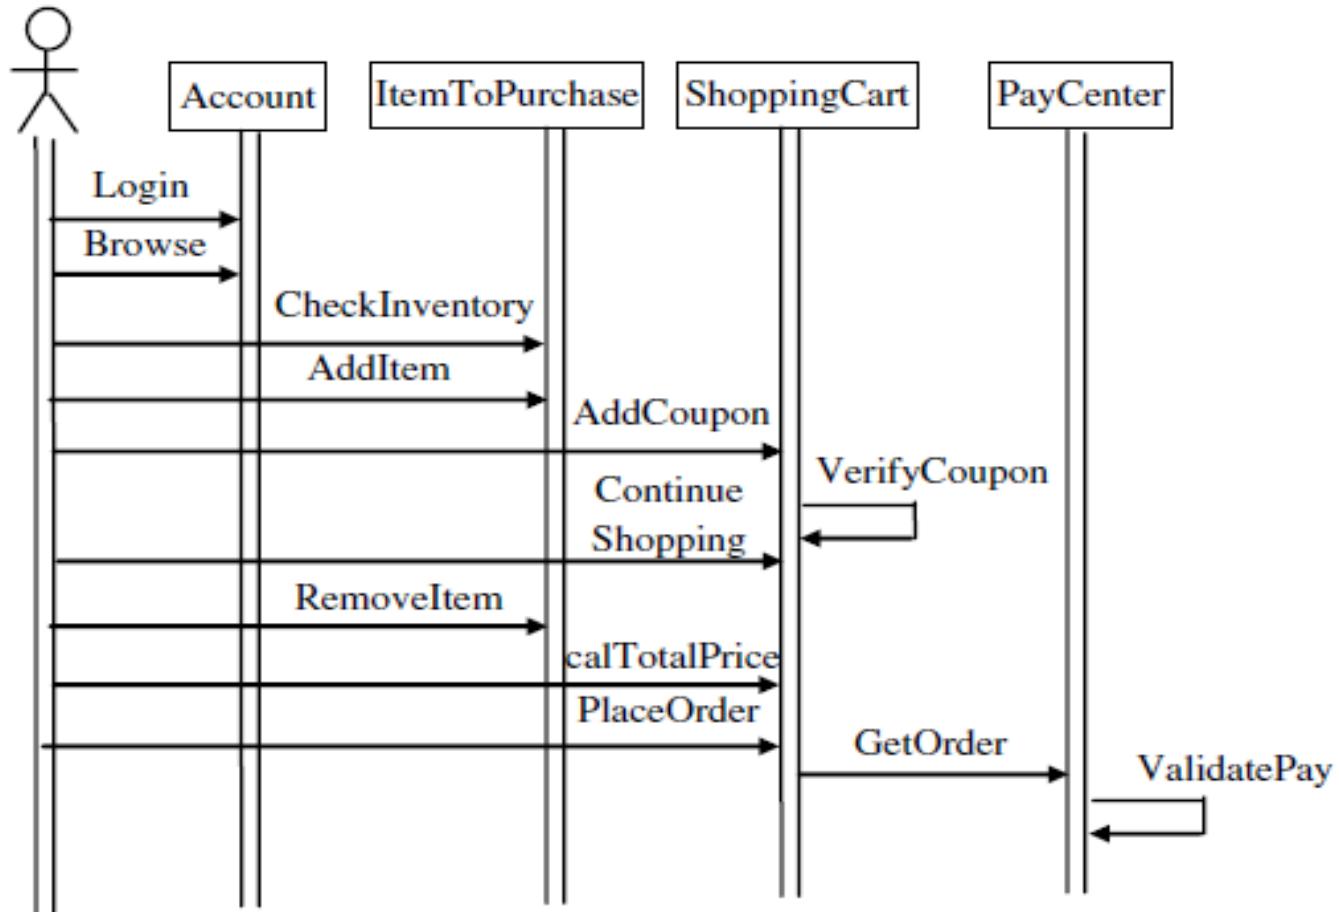 Account
ItemToPurchase
ShoppingCart
PayCenter
Login
Browse
CheckInventory
AddItem
AddCoupon
VerifyCoupon
Continue
Shopping
RemoveItem
calTotalPrice
PlaceOrder
GetOrder
ValidatePay